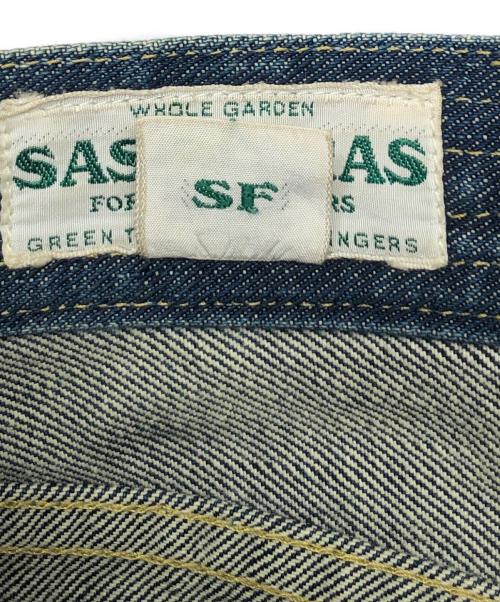 WHOLE GARDEN
SAS AS
SF
FOR RS
GREEN T INGERS